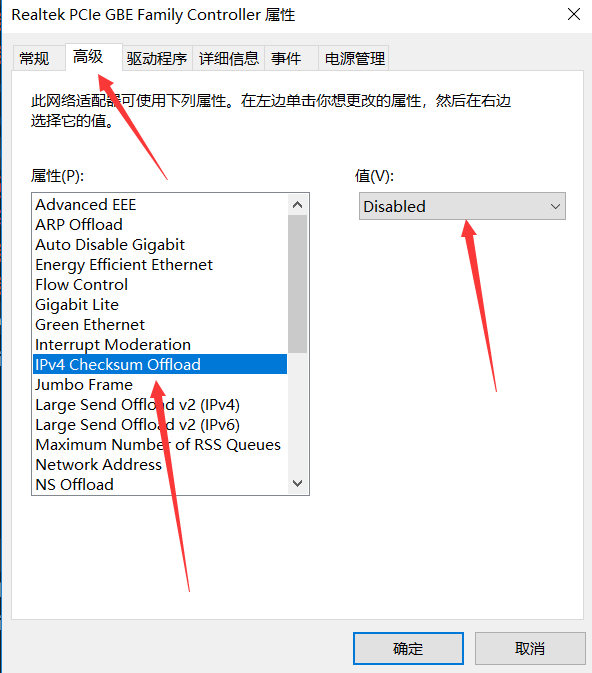 Realtek PCIe GBE Family Controller 属性
常规 高级 驱动程序 详细信息 事件 电源管理
此网络适配器可使用下列属性。在左边单击你想更改的属性，然后在右边
选择它的值。
属性(P): 值(V):
Disabled
Advanced EEE
ARP Offload
Auto Disable Gigabit
Energy Efficient Ethernet
Flow Control
Gigabit Lite
Green Ethernet
Interrupt Moderation
IPv4 Checksum Offload
Jumbo Frame
Large Send Offload v2 (IPv4)
Large Send Offload v2 (IPv6)
Maximum Number of RSS Queues
Network Address
NS Offload
确定 取消